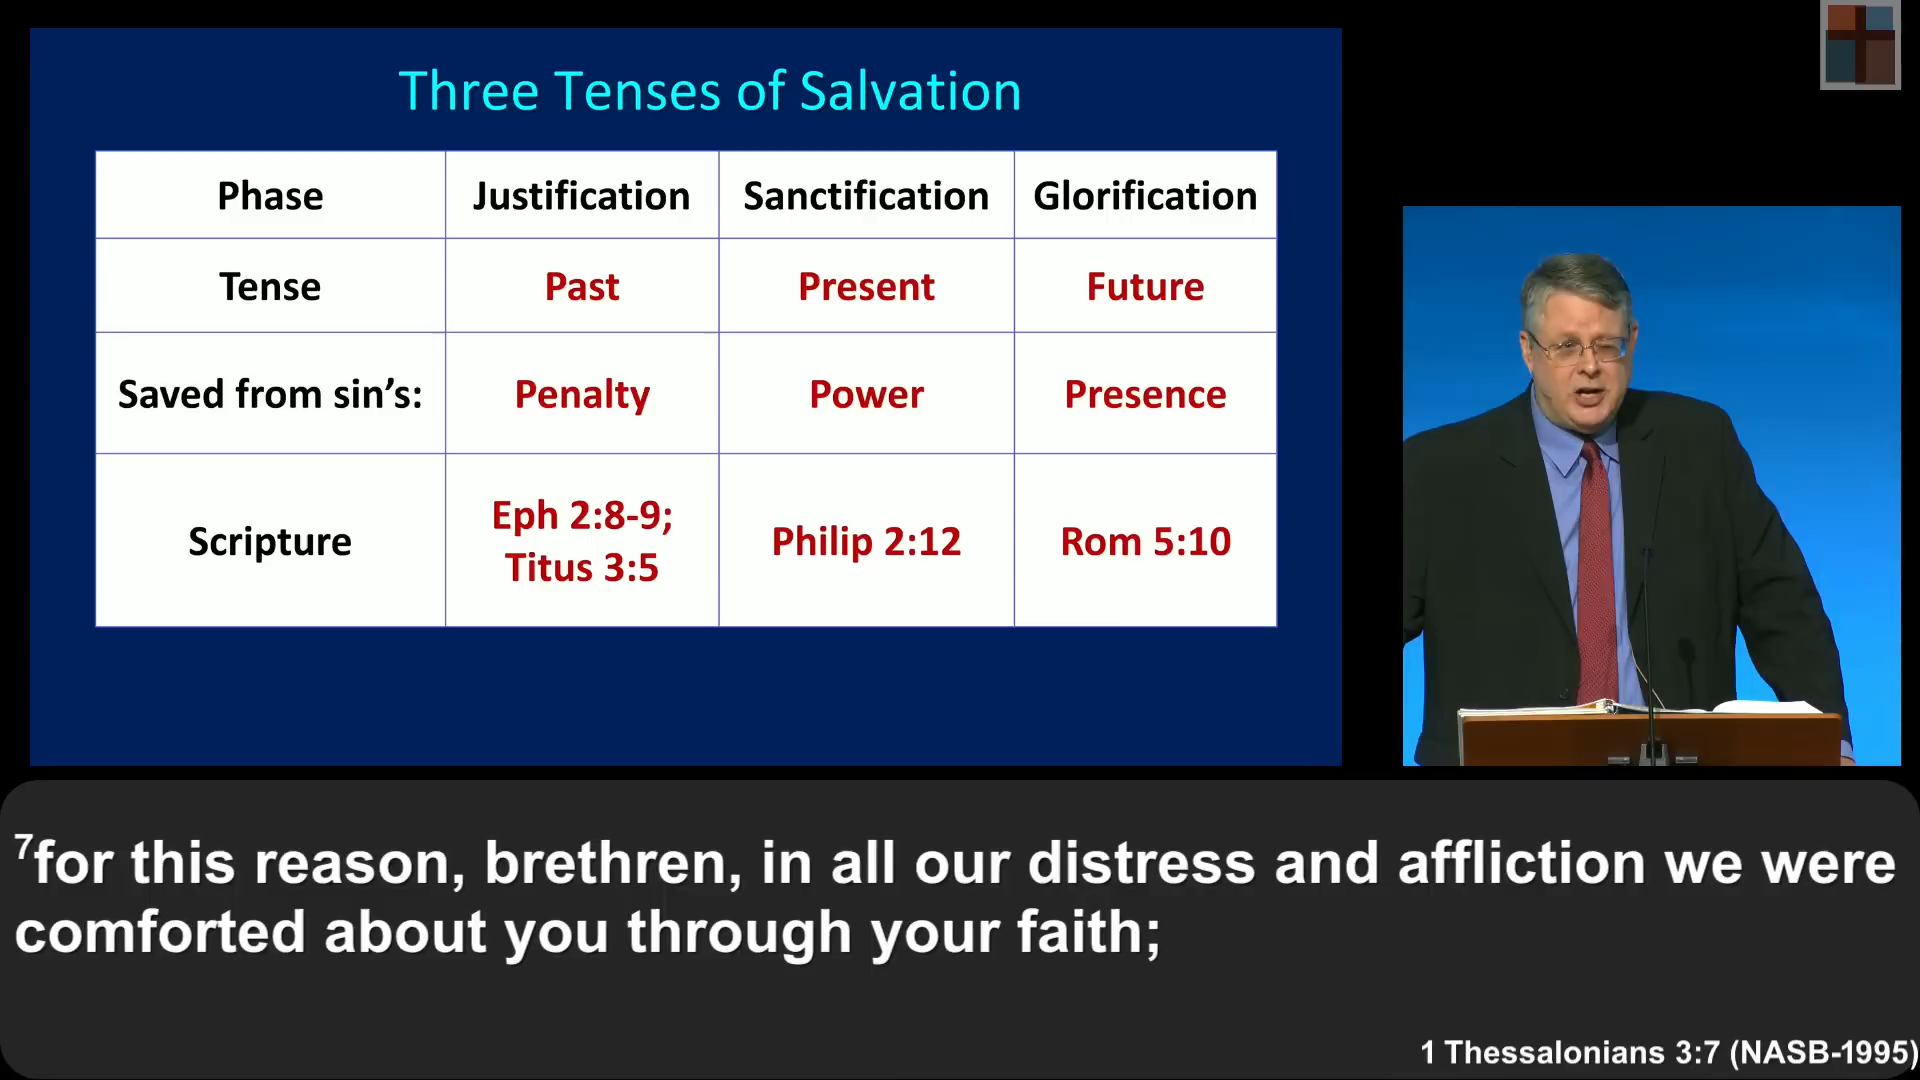 Three Tenses of Salvation
Phase Justification Sanctification Glorification
Tense Past Present Future
Saved from sin’s: Penalty Power Presence
Scripture Eph 2:8-9; Titus 3:5 Philip 2:12 Rom 5:10
7for this reason, brethren, in all our distress and affliction we were
comforted about you through your faith;
1 Thessalonians 3:7 (NASB-1995)